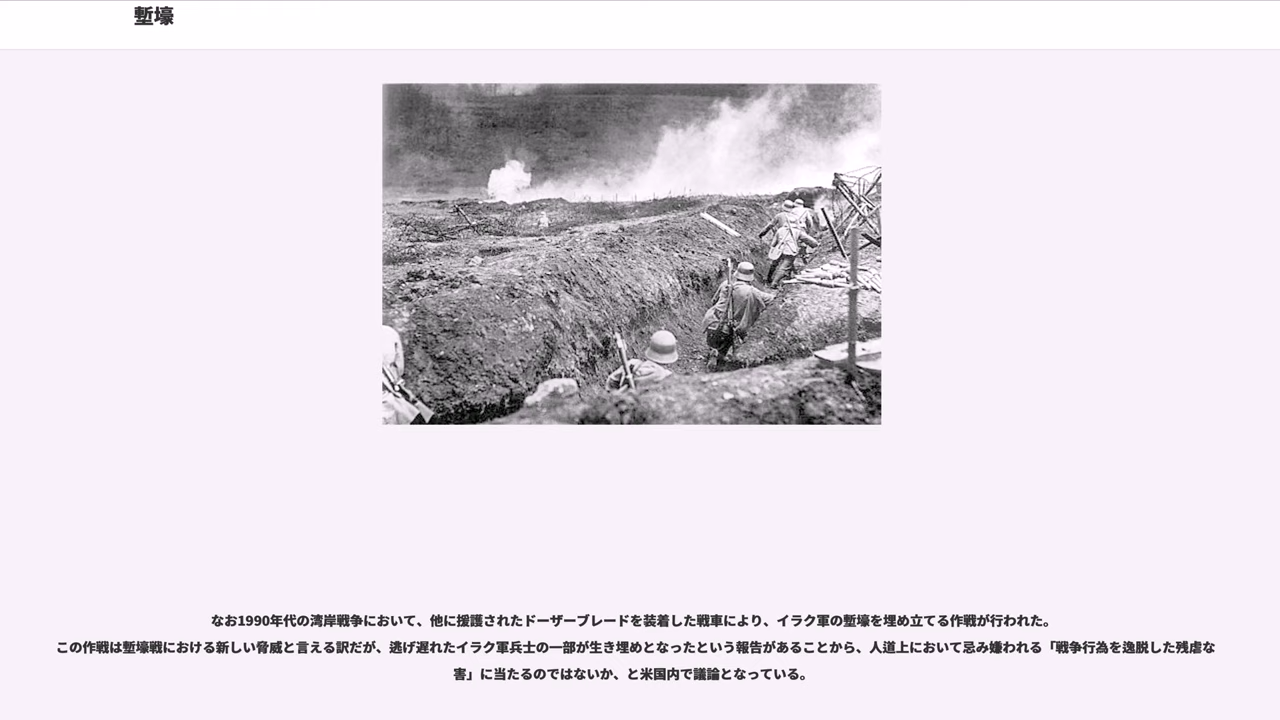 塹壕
なお1990年代の湾岸戦争において、他に援護されたドーザーブレードを装着した戦車により、イラク軍の塹壕を埋め立てる作戦が行われた。
この作戦は塹壕戦における新しい脅威と言える訳だが、逃げ遅れたイラク軍兵士の一部が生き埋めとなったという報告があることから、人道上において忌み嫌われる「戦争行為を逸脱した残虐な
害」に当たるのではないか、と米国内で議論となっている。